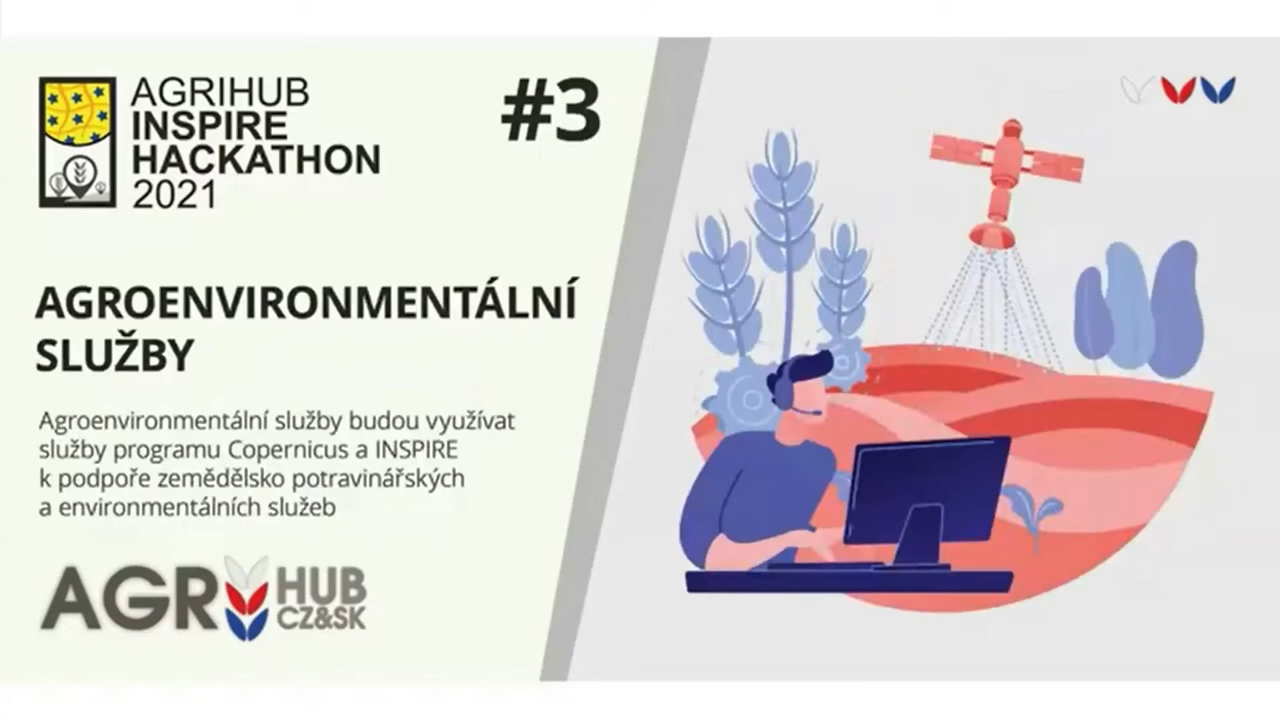 AGRIHUB
INSPIRE
HACKATHON
2021
#3
AGROENVIRONMENTÁLNÍ
SLUŽBY
Agroenvironmentální služby budou využívat
služby programu Copernicus a INSPIRE
k podpoře zemědělsko potravinářských
a environmentálních služeb
AGR HUB
CZ&SK